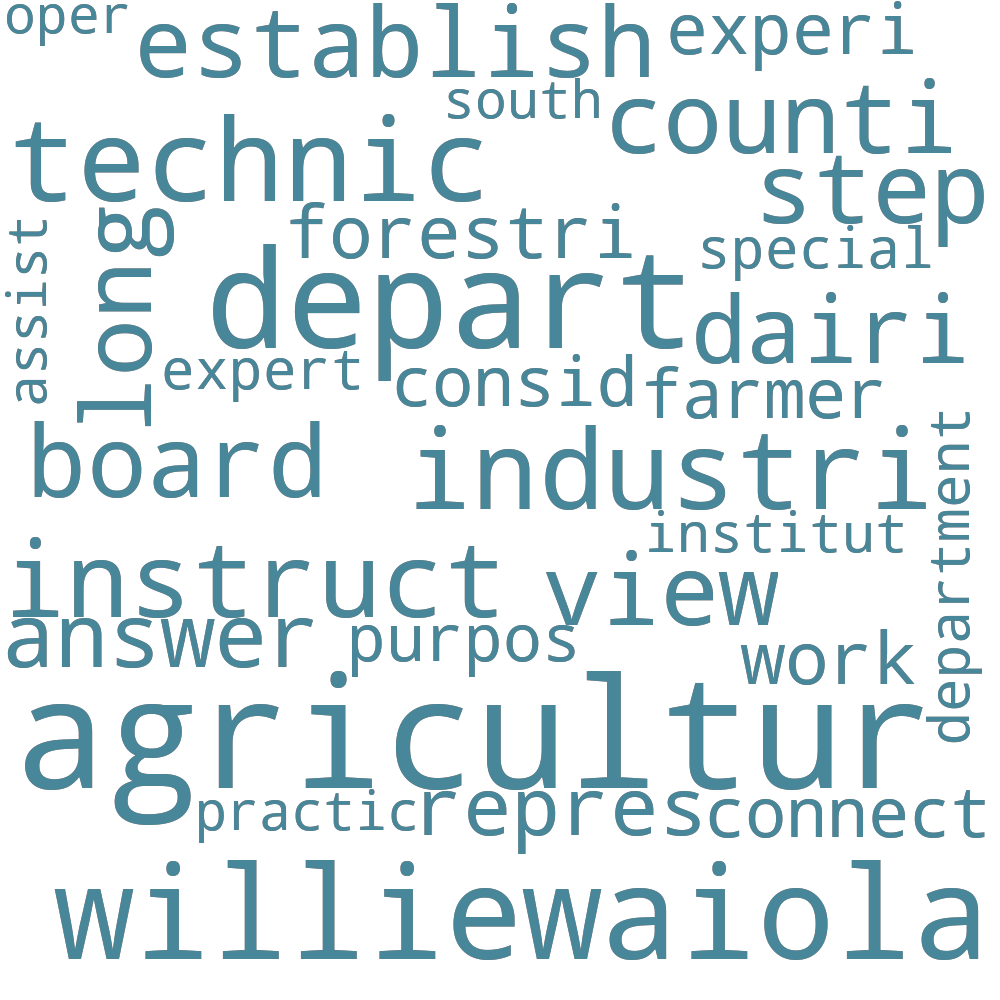 oper
establish
experi
south
counti
technic
step
assist
long
forestri
special
depart
dairi
expert
consid
farmer
board
industri
department
institut
instruct
view
answer
purpos
work
agricultur
practic
repres
connect
williewaiola